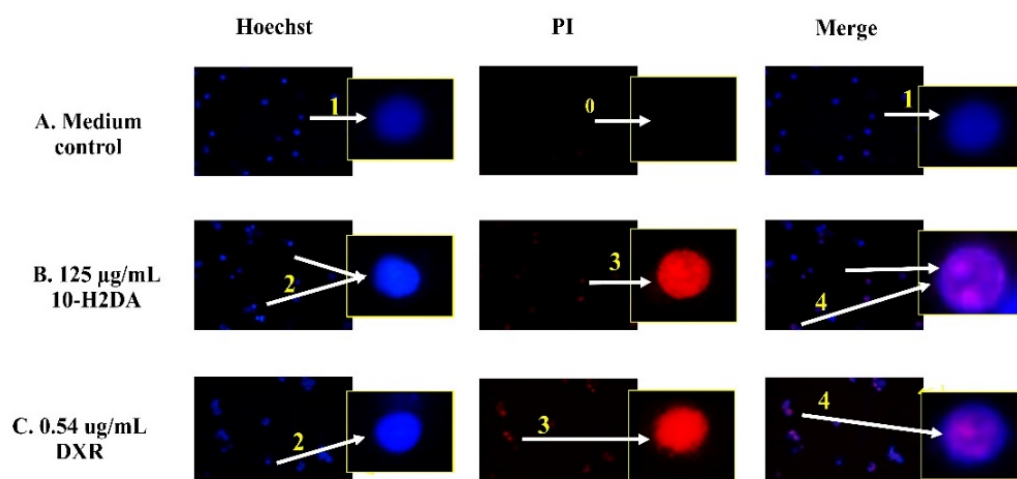 Hoechst PI Merge
1 0 1
A. Medium
control
B. 125 µg/mL
10-H2DA
2 3 4
C. 0.54 ug/mL
DXR
2 3 4